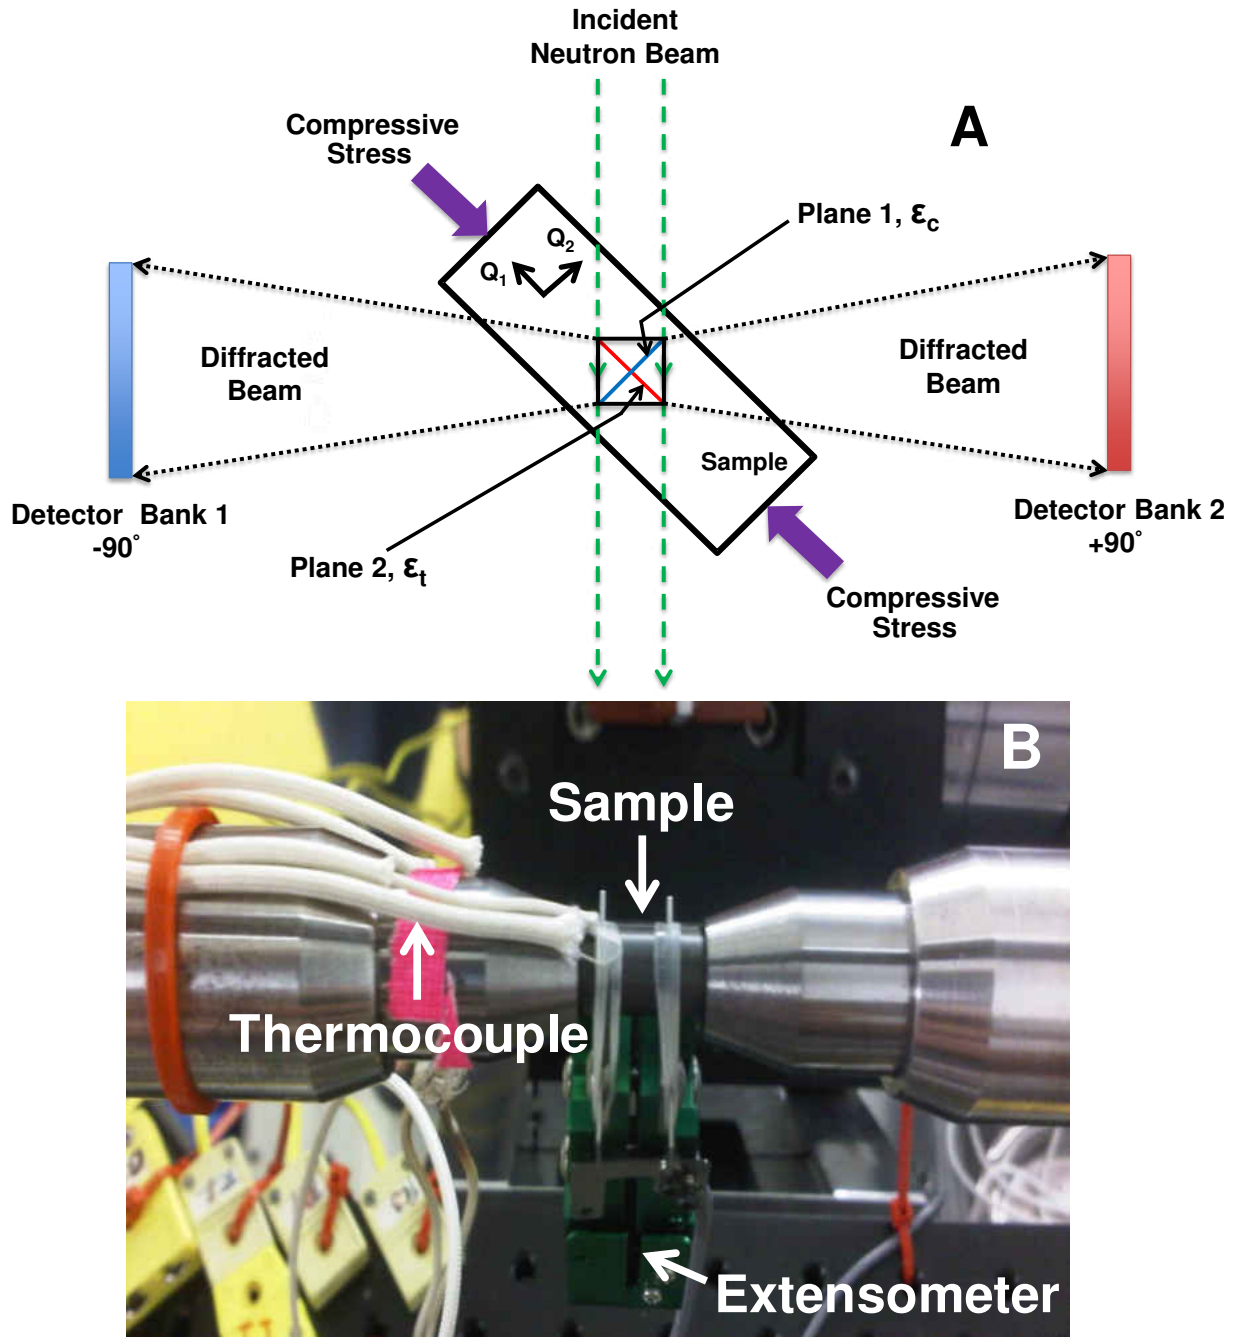 Incident
Neutron Beam
A
Compressive
Stress
Plane 1, εc
Q2
Q1
Diffracted
Beam
Diffracted
Beam
Sample
Detector Bank 1
-90°
Detector Bank 2
+90°
Plane 2, εt
Compressive
Stress
B
Sample
Thermocouple
Extensometer